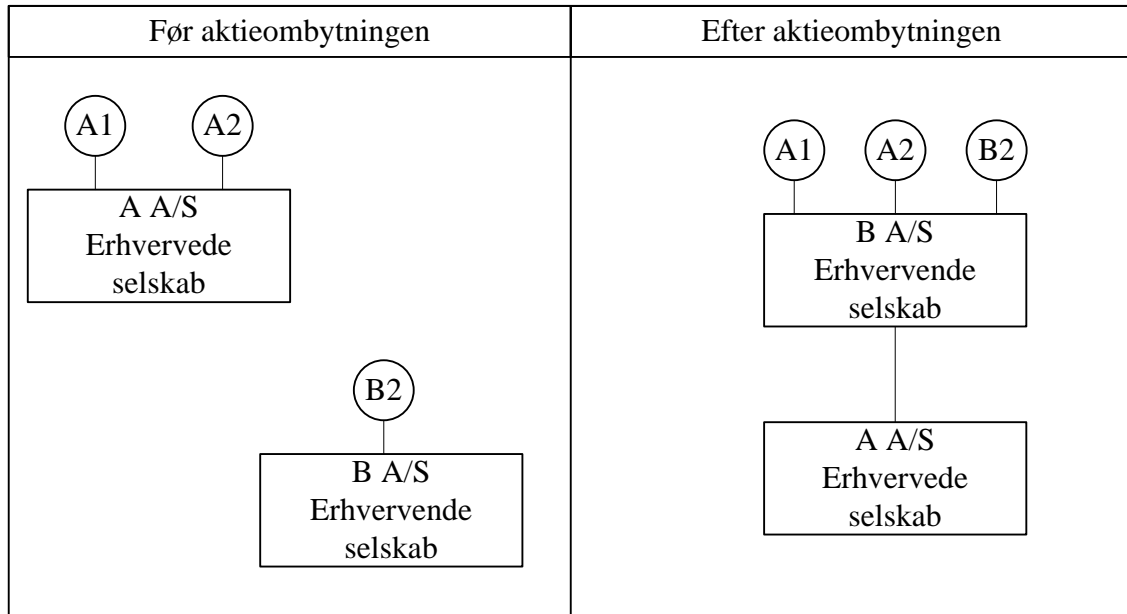 Før aktieombytningen
Efter aktieombytningen
A1
A2
A A/S
Erhvervede
selskab
B2
B A/S
Erhvervende
selskab
A1
A2
B2
B A/S
Erhvervende
selskab
A A/S
Erhvervede
selskab